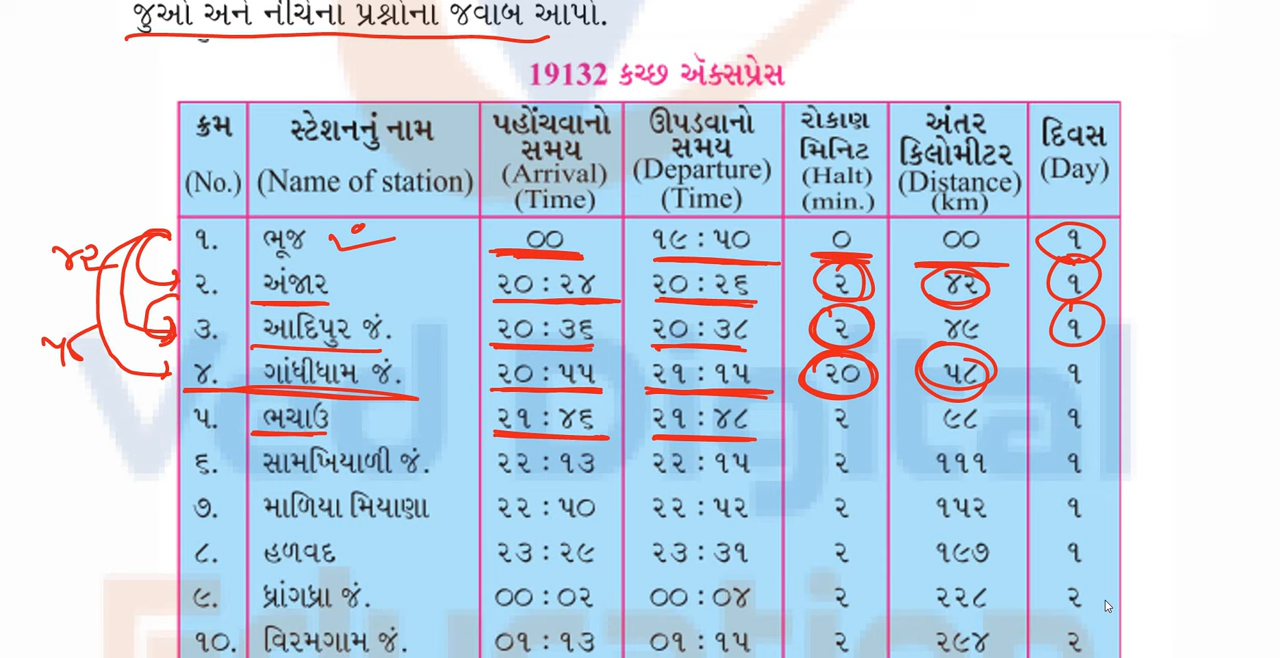 જુઓ અને નીચેના પ્રશ્નોના જવાબ આપો.
19132 કચ્છ ઍક્સપ્રેસ
ક્રમ (No.) સ્ટેશનનું નામ (Name of station) પહોંચવાનો સમય (Arrival) (Time) ઊપડવાનો સમય (Departure) (Time) રોકાણ મિનિટ (Halt) (min.) અંતર કિલોમીટર (Distance) (km) દિવસ (Day)
૧. ભૂજ ૦૦ ૧૯ : ૫૦ ૦ ૦૦ ૧
૪૨ ૨. અંજાર ૨૦ : ૨૪ ૨૦ : ૨૬ ૨ ૪૨ ૧
૩. આદિપુર જં. ૨૦ : ૩૬ ૨૦ : ૩૮ ૨ ૪૯ ૧
૪. ગાંધીધામ જં. ૨૦ : ૫૫ ૨૧ : ૧૫ ૨૦ ૫૮ ૧
૫. ભચાઉ ૨૧ : ૪૬ ૨૧ : ૪૮ ૨ ૯૮ ૧
૬. સામખિયાળી જં. ૨૨ : ૧૩ ૨૨ : ૧૫ ૨ ૧૧૧ ૧
૭. માળિયા મિયાણા ૨૨ : ૫૦ ૨૨ : ૫૨ ૨ ૧૫૨ ૧
૮. હળવદ ૨૩ : ૨૯ ૨૩ : ૩૧ ૨ ૧૯૭ ૧
૯. ધ્રાંગધ્રા જં. ૦૦ : ૦૨ ૦૦ : ૦૪ ૨ ૨૨૮ ૨
૧૦. વિરમગામ જં. ૦૧ : ૧૩ ૦૧ : ૧૫ ૨ ૨૯૪ ૨
Ved Digital
Education